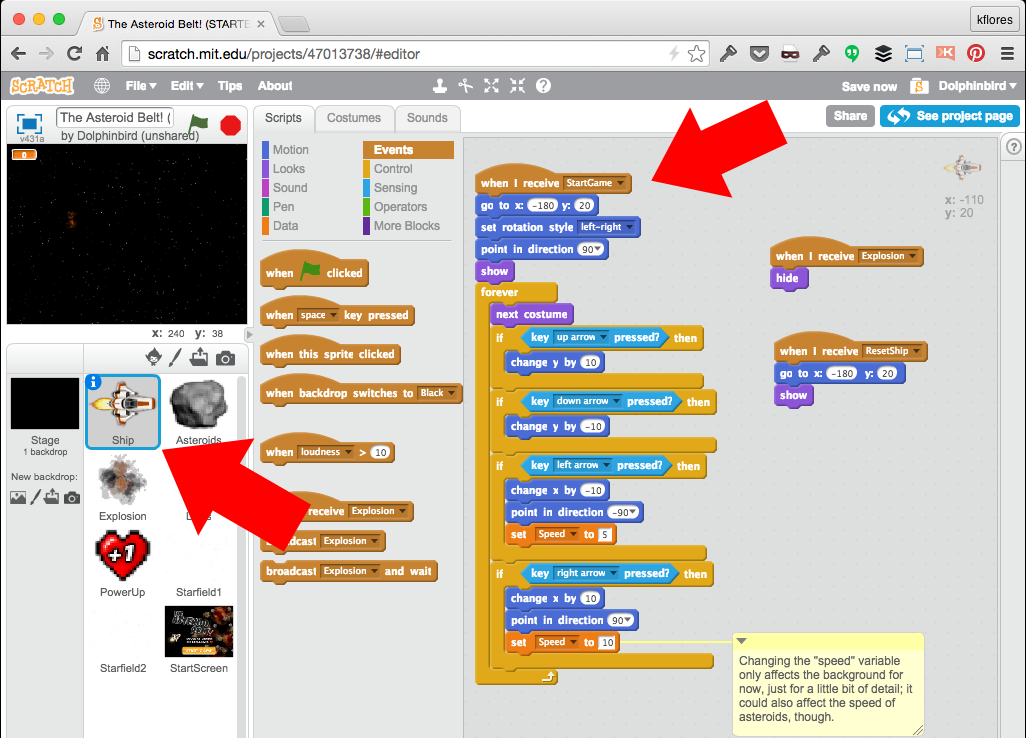 The Asteroid Belt! (STARTE
kflores
scratch.mit.edu/projects/47013738/#editor
SCRATCH
File
Edit
Tips
About
Save now
Dolphinbird
v431a
The Asteroid Belt! (
by Dolphinbird (unshared)
Scripts
Costumes
Sounds
Share
See project page
0
x: 240 y: 38
Motion
Looks
Sound
Pen
Data
Events
Control
Sensing
Operators
More Blocks
when clicked
when space key pressed
when this sprite clicked
when backdrop switches to Black
when loudness > 10
receive Explosion
cast Explosion
broadcast Explosion and wait
Stage
1 backdrop
New backdrop:
Ship
Asteroids
Explosion
+1
PowerUp
Starfield1
Starfield2
StartScreen
when I receive StartGame
go to x: -180 y: 20
set rotation style left-right
point in direction 90
show
forever
next costume
if key up arrow pressed? then
change y by 10
if key down arrow pressed? then
change y by -10
if key left arrow pressed? then
change x by -10
point in direction -90
set Speed to 5
if key right arrow pressed? then
change x by 10
point in direction 90
set Speed to 10
x: -110
y: 20
when I receive Explosion
hide
when I receive ResetShip
go to x: -180 y: 20
show
Changing the "speed" variable
only affects the background for
now, just for a little bit of detail; it
could also affect the speed of
asteroids, though.